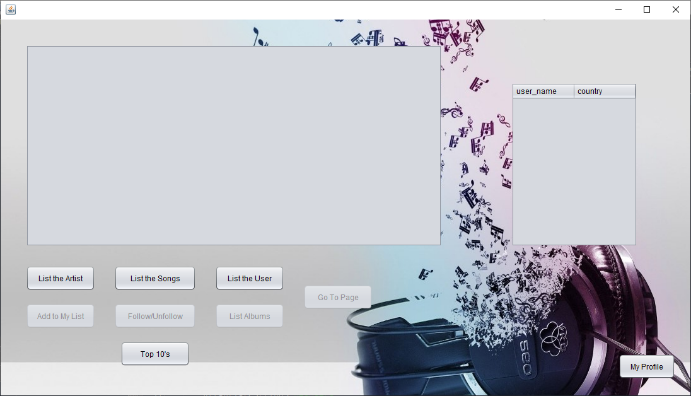 user_name country
List the Artist List the Songs List the User
Go To Page
Add to My List Follow/Unfollow List Albums
Top 10's
My Profile
SEO